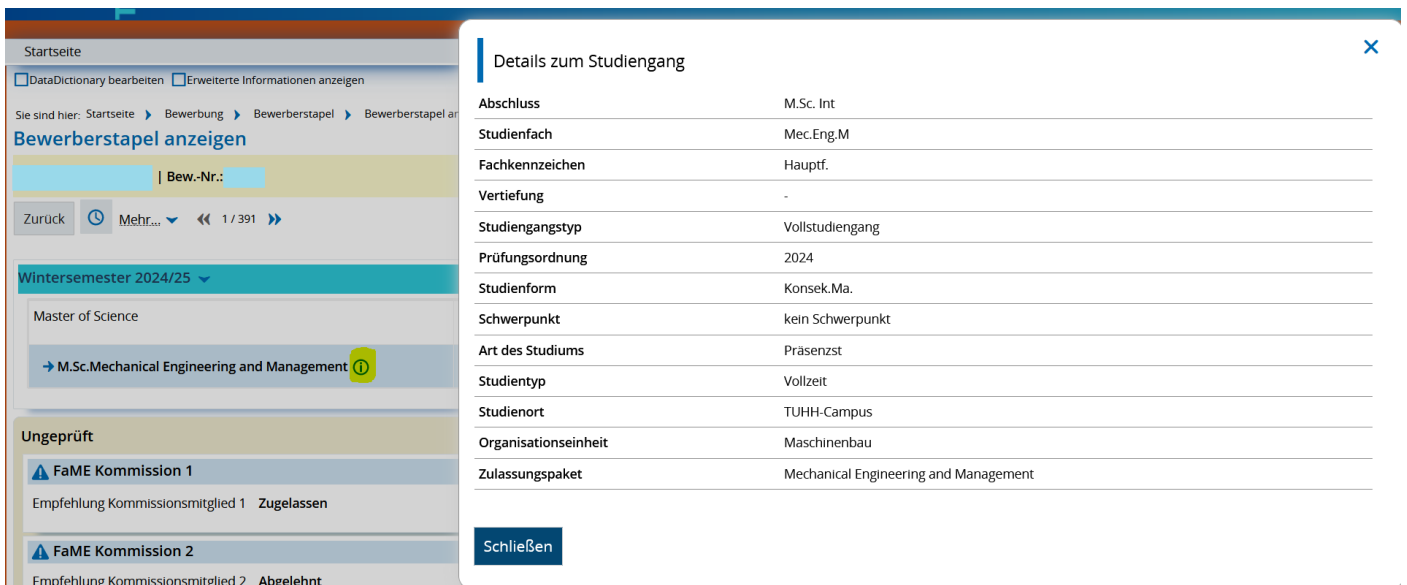 Startseite
DataDictionary bearbeiten Erweiterte Informationen anzeigen
Sie sind hier: Startseite Bewerbung Bewerberstapel Bewerberstapel
Bewerberstapel anzeigen
| Bew.-Nr.:
Zurück Mehr... 1 / 391
Wintersemester 2024/25
Master of Science
M.Sc.Mechanical Engineering and Management
Ungeprüft
FaME Kommission 1
Empfehlung Kommissionsmitglied 1 Zugelassen
FaME Kommission 2
Empfehlung Kommissionsmitglied 2 Abgelehnt
Details zum Studiengang
Abschluss M.Sc. Int
Studienfach Mec.Eng.M
Fachkennzeichen Hauptf.
Vertiefung -
Studiengangstyp Vollstudiengang
Prüfungsordnung 2024
Studienform Konsek.Ma.
Schwerpunkt kein Schwerpunkt
Art des Studiums Präsenzst
Studientyp Vollzeit
Studienort TUHH-Campus
Organisationseinheit Maschinenbau
Zulassungspaket Mechanical Engineering and Management
Schließen